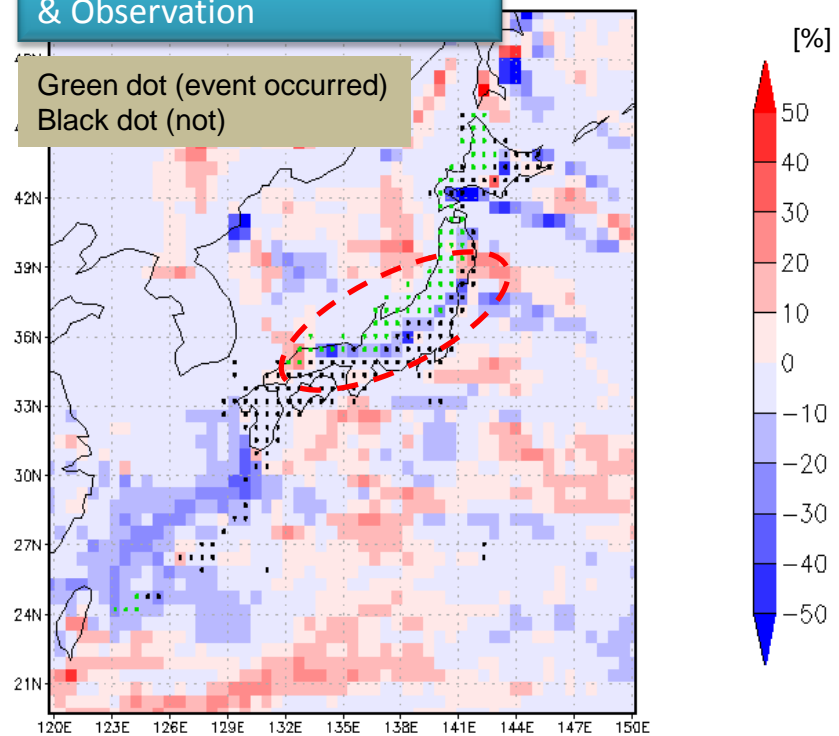 & Observation
Green dot (event occurred)
Black dot (not)
[%]
50
40
30
20
10
0
−10
−20
−30
−40
−50
42N
39N
36N
33N
30N
27N
24N
21N
120E 123E 126E 129E 132E 135E 138E 141E 144E 147E 150E